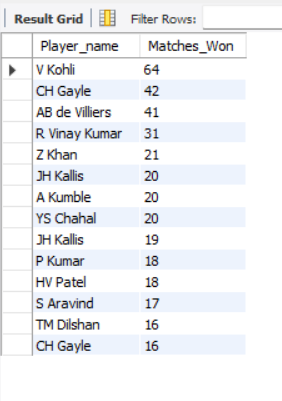 Result Grid Filter Rows:
Player_name Matches_Won
V Kohli 64
CH Gayle 42
AB de Villiers 41
R Vinay Kumar 31
Z Khan 21
JH Kallis 20
A Kumble 20
YS Chahal 20
JH Kallis 19
P Kumar 18
HV Patel 18
S Aravind 17
TM Dilshan 16
CH Gayle 16